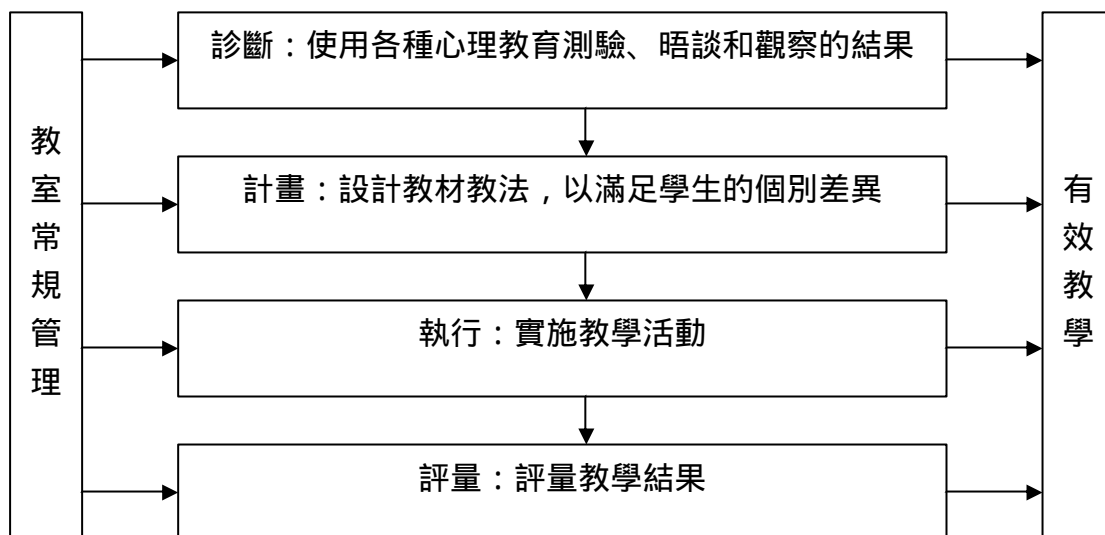 教室常規管理
診斷：使用各種心理教育測驗、晤談和觀察的結果
計畫：設計教材教法，以滿足學生的個別差異
執行：實施教學活動
評量：評量教學結果
有效教學